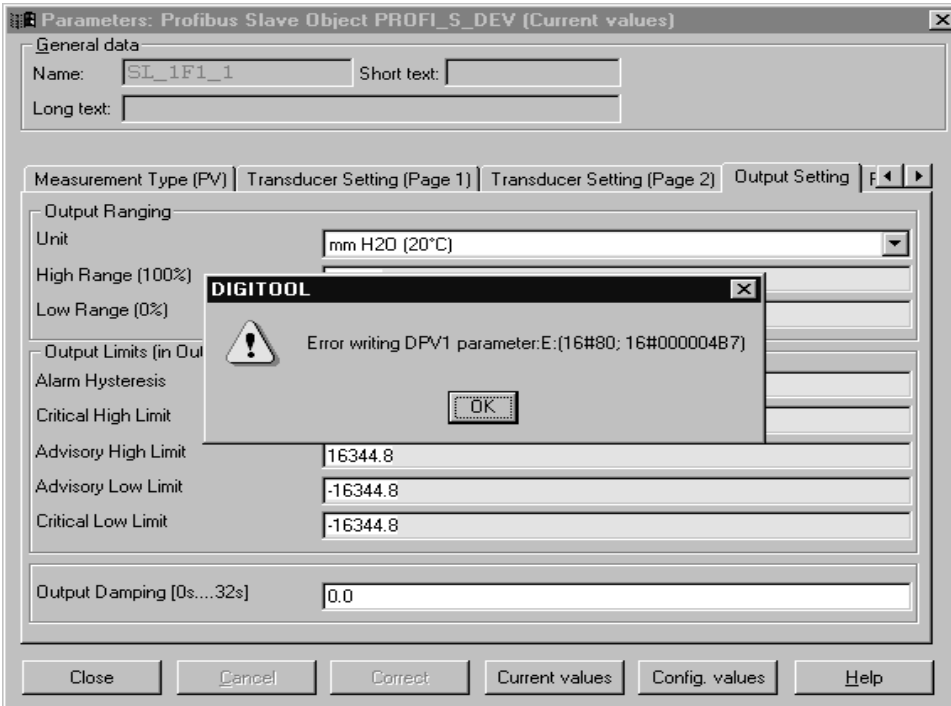 Parameters: Profibus Slave Object PROFI_S_DEV (Current values)
General data
Name: SL_1F1_1 Short text:
Long text:
Measurement Type (PV) Transducer Setting (Page 1) Transducer Setting (Page 2) Output Setting
Output Ranging
Unit mm H2O (20°C)
High Range (100%)
Low Range (0%)
DIGITOOL
Error writing DPV1 parameter:E:(16#80; 16#000004B7)
OK
Output Limits (in Ou
Alarm Hysteresis
Critical High Limit
Advisory High Limit 16344.8
Advisory Low Limit -16344.8
Critical Low Limit -16344.8
Output Damping [0s....32s] 0.0
Close Cancel Correct Current values Config. values Help